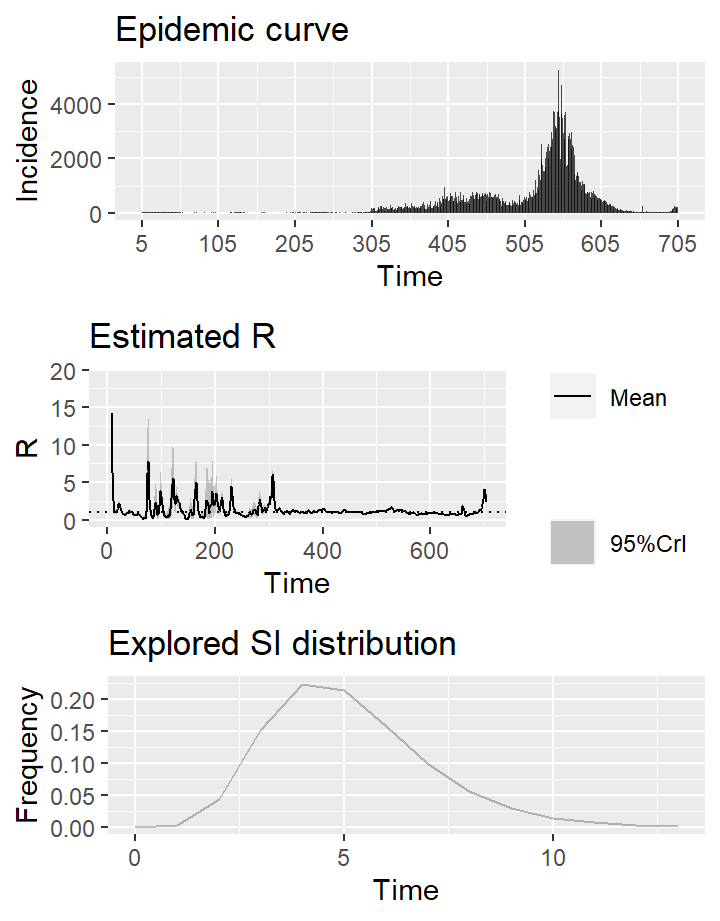 Epidemic curve
Incidence
4000
2000
0
5 105 205 305 405 505 605 705
Time
Estimated R
R
20
15
10
5
0
0 200 400 600
Time
Mean
95%CrI
Explored SI distribution
Frequency
0.20
0.15
0.10
0.05
0.00
0 5 10
Time